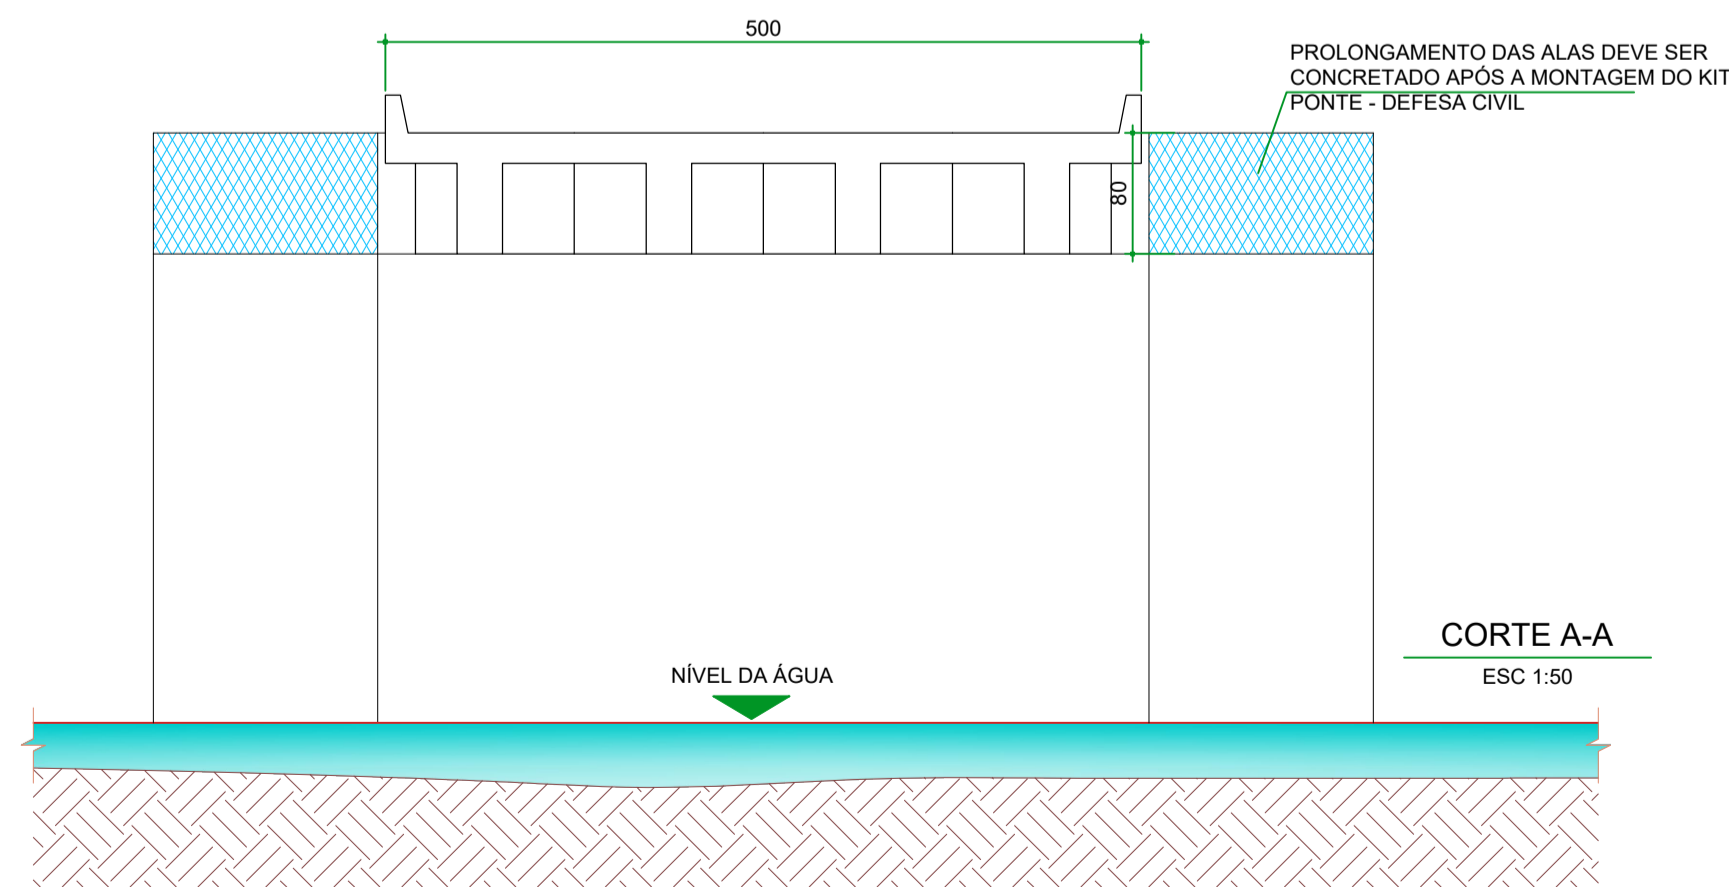 500
PROLONGAMENTO DAS ALAS DEVE SER
CONCRETADO APÓS A MONTAGEM DO KIT
PONTE - DEFESA CIVIL
80
CORTE A-A
ESC 1:50
NÍVEL DA ÁGUA